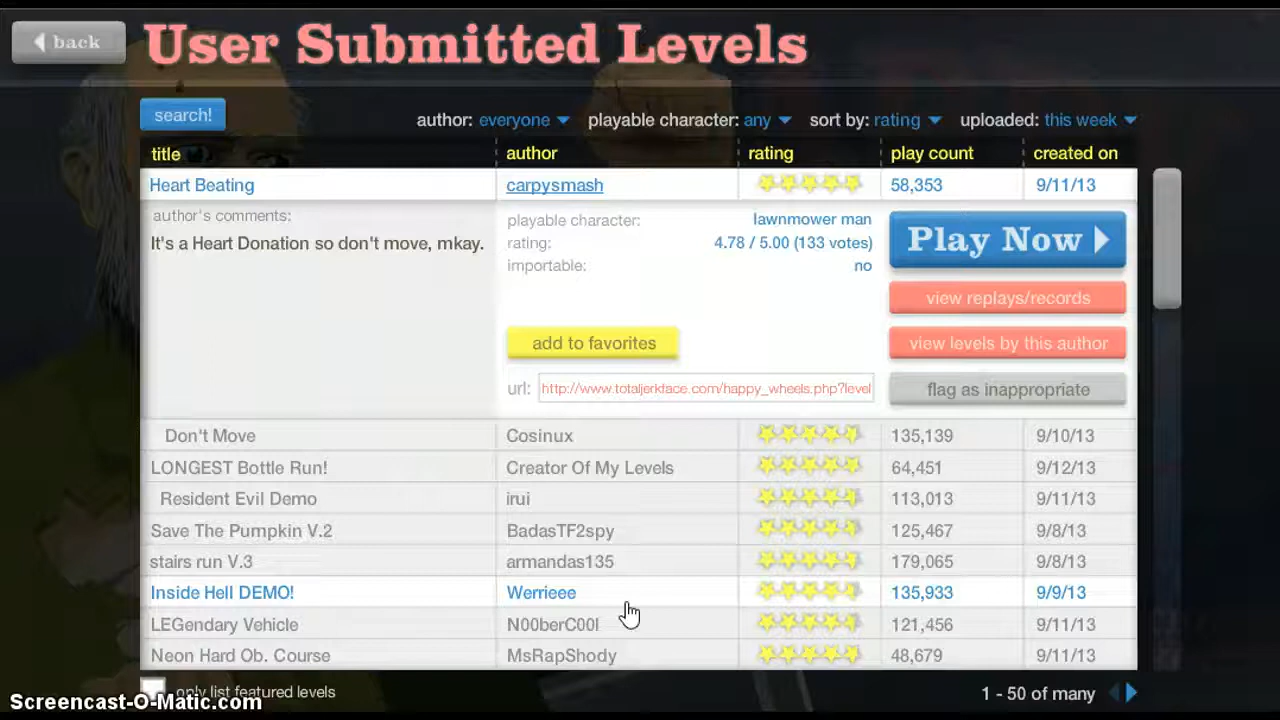 back
User Submitted Levels
search!
author: everyone playable character: any sort by: rating uploaded: this week
title author rating play count created on
Heart Beating carpysmash 58,353 9/11/13
author's comments:
It's a Heart Donation so don't move, mkay.
playable character: lawnmower man
rating: 4.78 / 5.00 (133 votes)
importable: no
Play Now
view replays/records
add to favorites
view levels by this author
url: http://www.totaljerkface.com/happy_wheels.php?level
flag as inappropriate
Don't Move Cosinux 135,139 9/10/13
LONGEST Bottle Run! Creator Of My Levels 64,451 9/12/13
Resident Evil Demo irui 113,013 9/11/13
Save The Pumpkin V.2 BadasTF2spy 125,467 9/8/13
stairs run V.3 armandas135 179,065 9/8/13
Inside Hell DEMO! Werrieee 135,933 9/9/13
LEGendary Vehicle N00berC00l 121,456 9/11/13
Neon Hard Ob. Course MsRapShody 48,679 9/11/13
only list featured levels
1 - 50 of many
Screencast-O-Matic.com